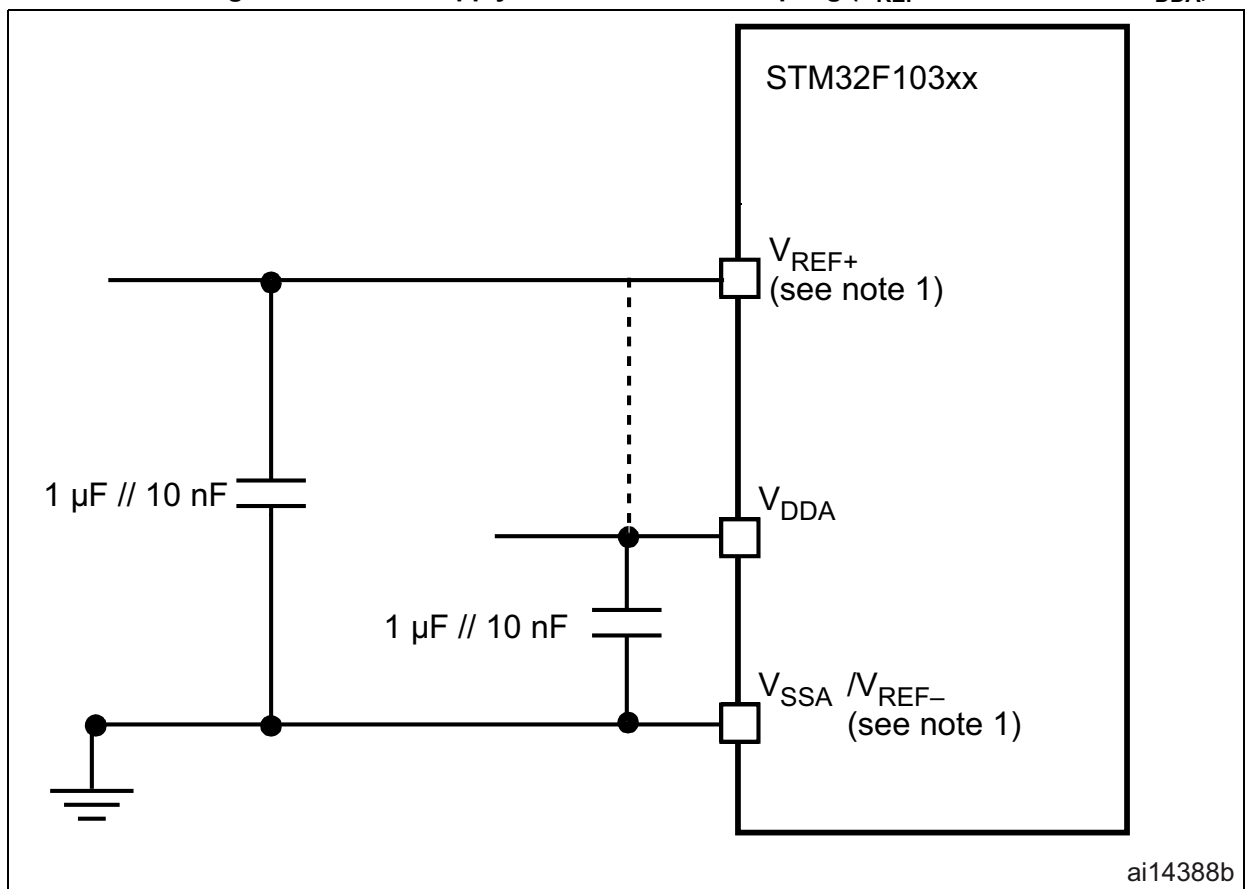 STM32F103xx
VREF+
(see note 1)
1 µF // 10 nF
VDDA
1 µF // 10 nF
VSSA /VREF–
(see note 1)
ai14388b